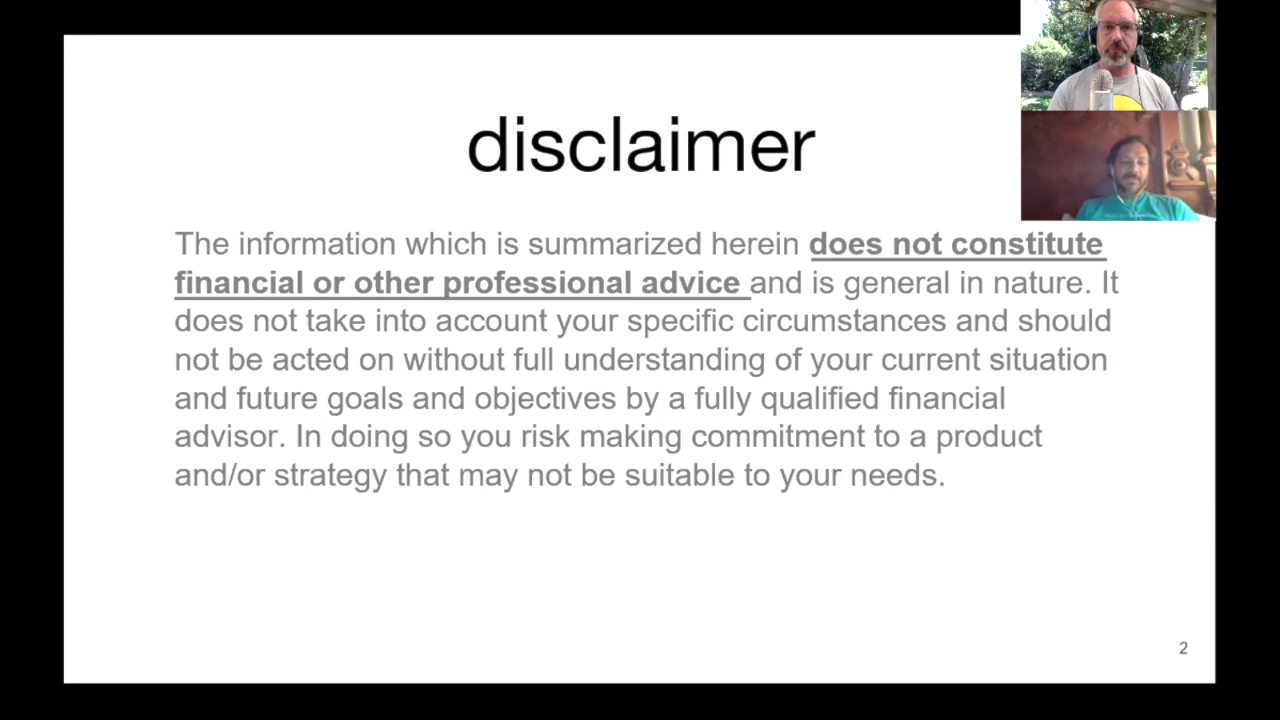 disclaimer
The information which is summarized herein does not constitute
financial or other professional advice and is general in nature. It
does not take into account your specific circumstances and should
not be acted on without full understanding of your current situation
and future goals and objectives by a fully qualified financial
advisor. In doing so you risk making commitment to a product
and/or strategy that may not be suitable to your needs.
2